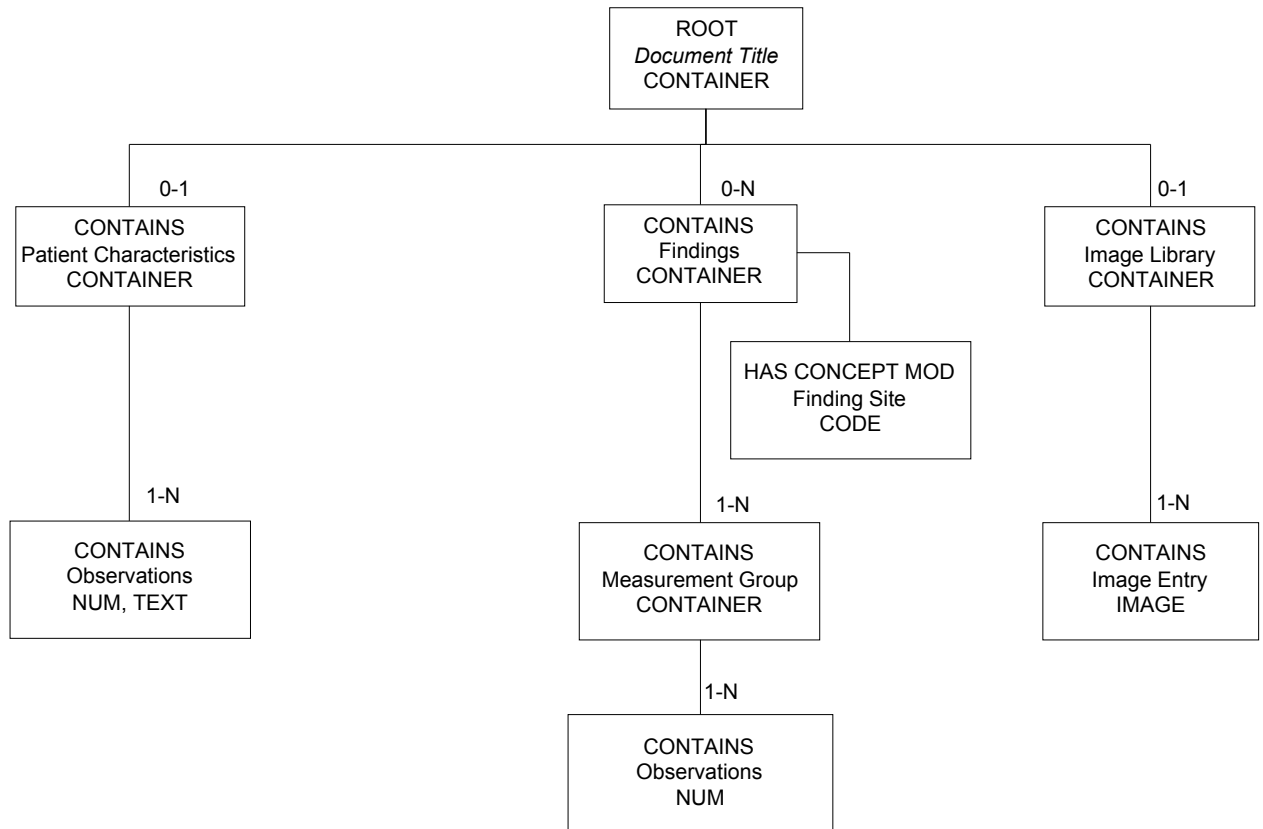 ROOT
Document Title
CONTAINER
0-1
0-N
0-1
CONTAINS
Patient Characteristics
CONTAINER
CONTAINS
Findings
CONTAINER
CONTAINS
Image Library
CONTAINER
HAS CONCEPT MOD
Finding Site
CODE
1-N
1-N
1-N
CONTAINS
Observations
NUM, TEXT
CONTAINS
Measurement Group
CONTAINER
CONTAINS
Image Entry
IMAGE
1-N
CONTAINS
Observations
NUM